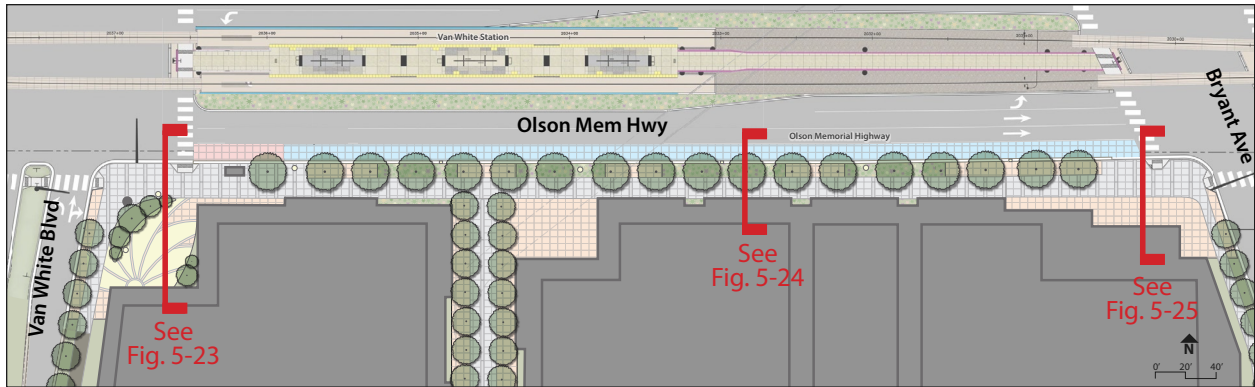 Van White Station
Olson Mem Hwy
Olson Memorial Highway
Bryant Ave
Van White Blvd
See
Fig. 5-23
See
Fig. 5-24
See
Fig. 5-25
N
0' 20' 40'